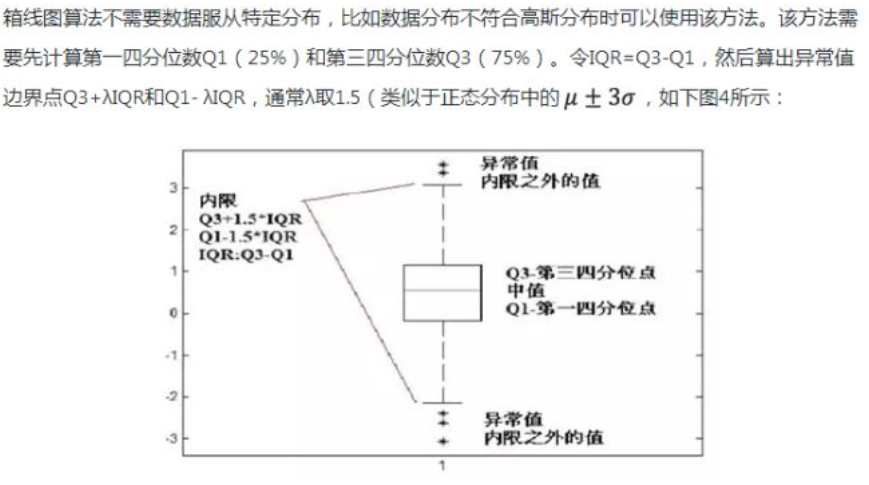 箱线图算法不需要数据服从特定分布，比如数据分布不符合高斯分布时可以使用该方法。该方法需
要先计算第一四分位数Q1（25%）和第三四分位数Q3（75%）。令IQR=Q3-Q1，然后算出异常值
边界点Q3+λIQR和Q1- λIQR，通常λ取1.5（类似于正态分布中的 μ ± 3σ ，如下图4所示：
异常值
内限之外的值
3
内限
Q3+1.5*IQR
2
Q1-1.5*IQR
IQR:Q3-Q1
1
Q3-第三四分位点
中值
0
Q1-第一四分位点
-1
-2
异常值
-3
内限之外的值
1